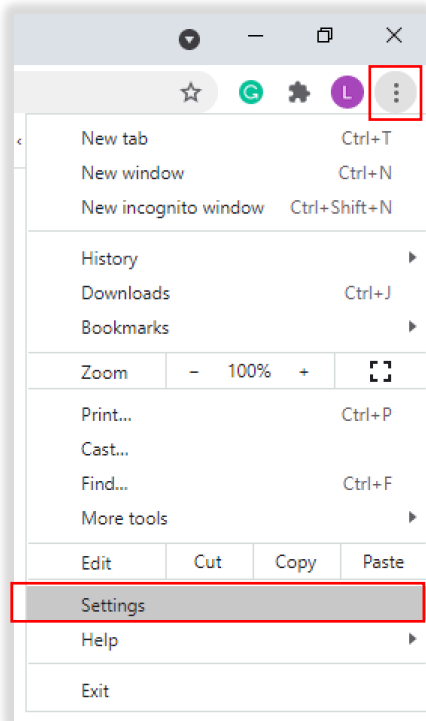 G L
New tab Ctrl+T
New window Ctrl+N
New incognito window Ctrl+Shift+N
History
Downloads Ctrl+J
Bookmarks
Zoom - 100% +
Print... Ctrl+P
Cast...
Find... Ctrl+F
More tools
Edit Cut Copy Paste
Settings
Help
Exit